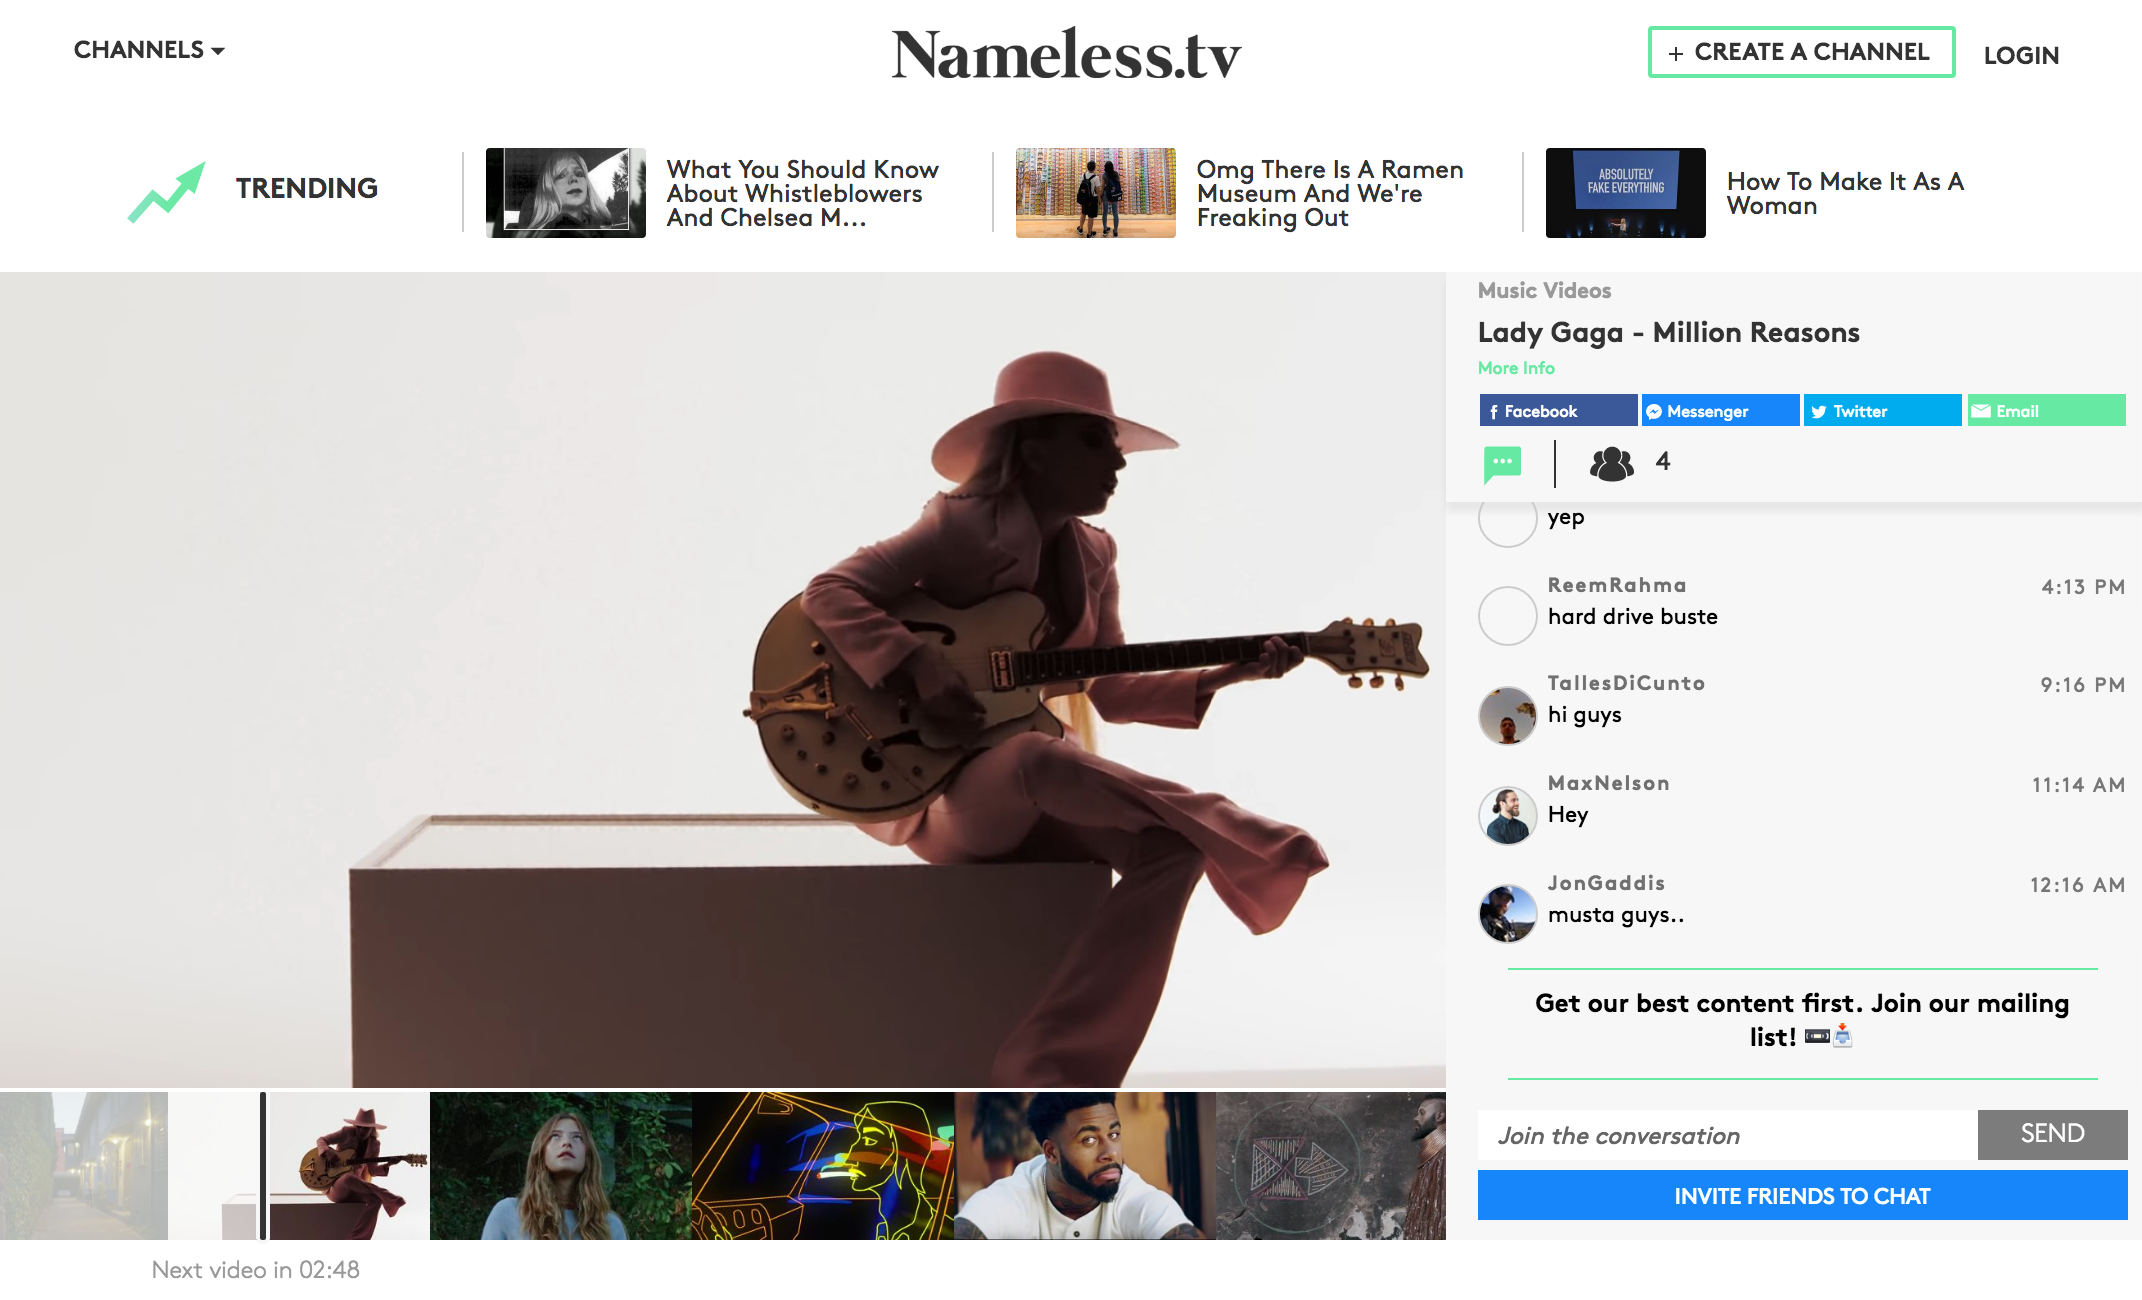 CHANNELS
Nameless.tv
+ CREATE A CHANNEL
LOGIN
TRENDING
What You Should Know
About Whistleblowers
And Chelsea M...
Omg There Is A Ramen
Museum And We're
Freaking Out
ABSOLUTELY
FAKE EVERYTHING
How To Make It As A
Woman
Music Videos
Lady Gaga - Million Reasons
More Info
Facebook
Messenger
Twitter
Email
4
yep
ReemRahma 4:13 PM
hard drive buste
TallesDiCunto 9:16 PM
hi guys
MaxNelson 11:14 AM
Hey
JonGaddis 12:16 AM
musta guys..
Get our best content first. Join our mailing
list! 📼📥
Join the conversation
SEND
INVITE FRIENDS TO CHAT
Next video in 02:48